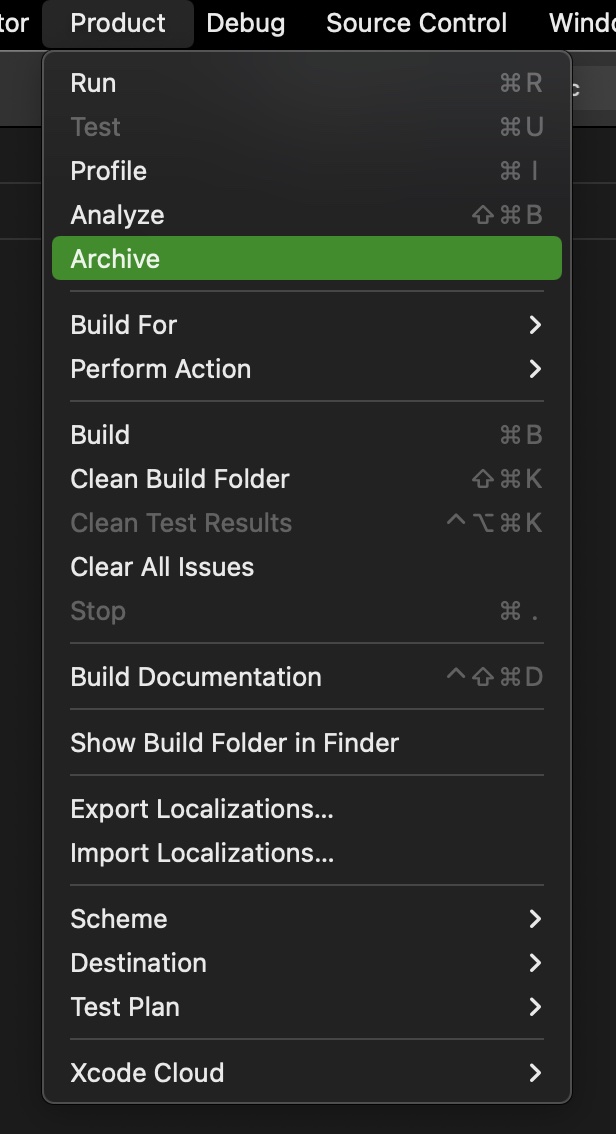 tor Product Debug Source Control Windo
Run ⌘R
c
Test ⌘U
Profile ⌘I
Analyze ⇧⌘B
Archive
Build For
Perform Action
Build ⌘B
Clean Build Folder ⇧⌘K
Clean Test Results ^⌥⌘K
Clear All Issues
Stop ⌘.
Build Documentation ^⇧⌘D
Show Build Folder in Finder
Export Localizations...
Import Localizations...
Scheme
Destination
Test Plan
Xcode Cloud